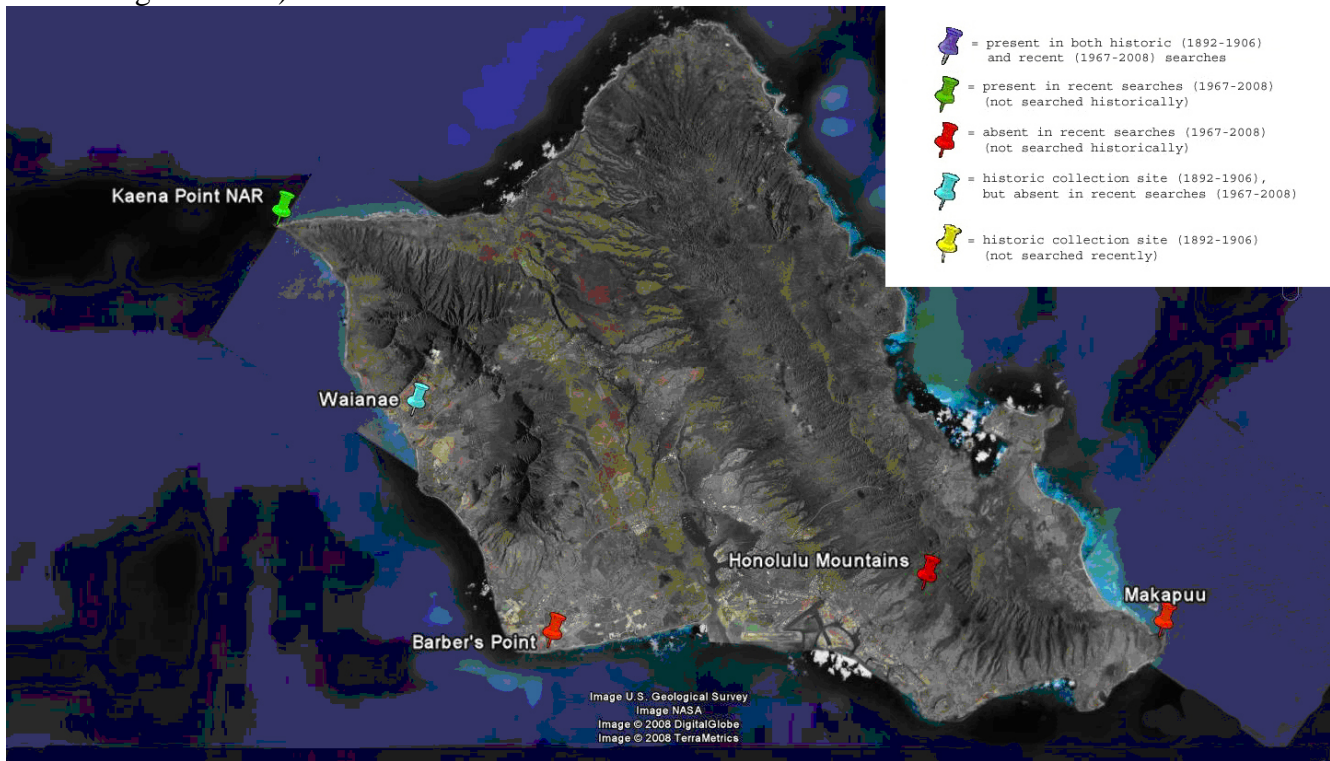 = present in both historic (1892-1906)
and recent (1967-2008) searches
= present in recent searches (1967-2008)
(not searched historically)
= absent in recent searches (1967-2008)
(not searched historically)
= historic collection site (1892-1906),
but absent in recent searches (1967-2008)
= historic collection site (1892-1906)
(not searched recently)
Kaena Point NAR
Waianae
Honolulu Mountains
Makapuu
Barber's Point
Image U.S. Geological Survey
Image NASA
Image © 2008 DigitalGlobe
Image © 2008 TerraMetrics